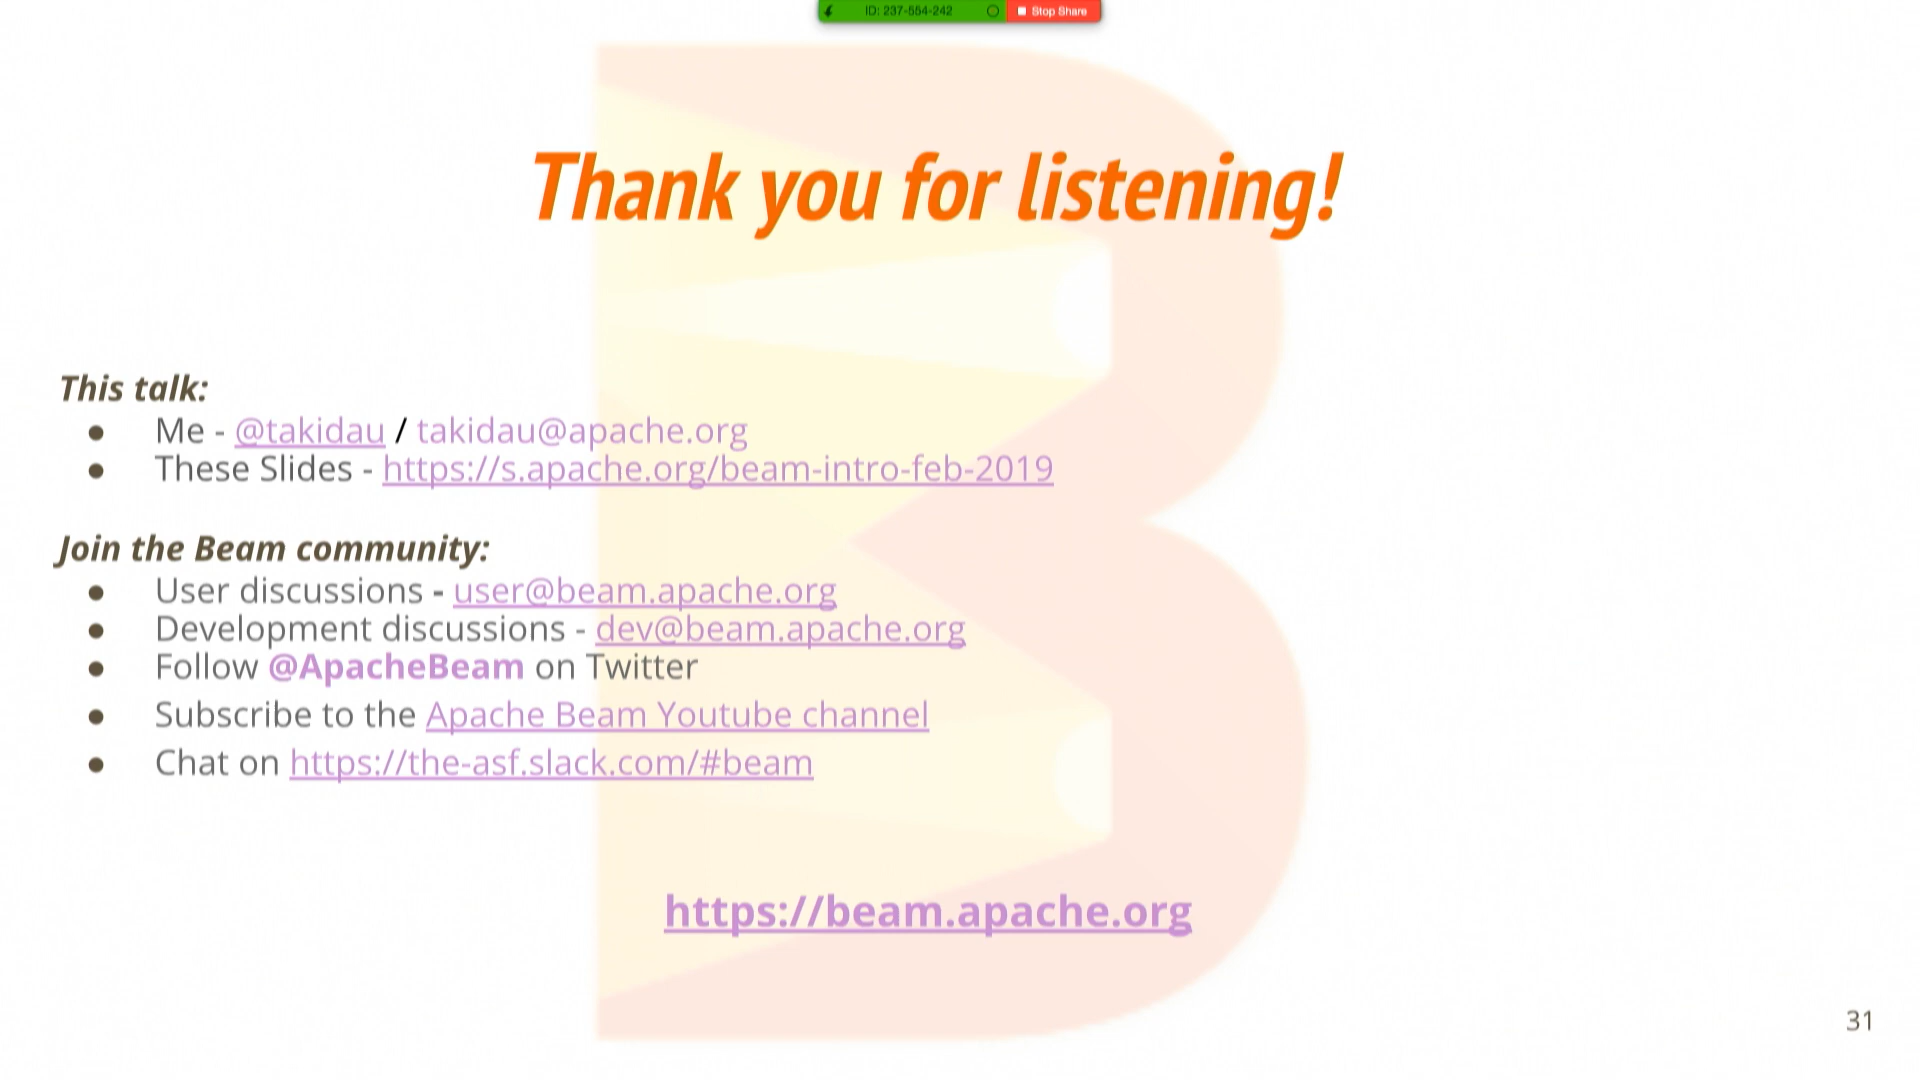 ID: 237-554-242 Stop Share
Thank you for listening!
This talk:
● Me - @takidau / takidau@apache.org
● These Slides - https://s.apache.org/beam-intro-feb-2019
Join the Beam community:
● User discussions - user@beam.apache.org
● Development discussions - dev@beam.apache.org
● Follow @ApacheBeam on Twitter
● Subscribe to the Apache Beam Youtube channel
● Chat on https://the-asf.slack.com/#beam
https://beam.apache.org
31